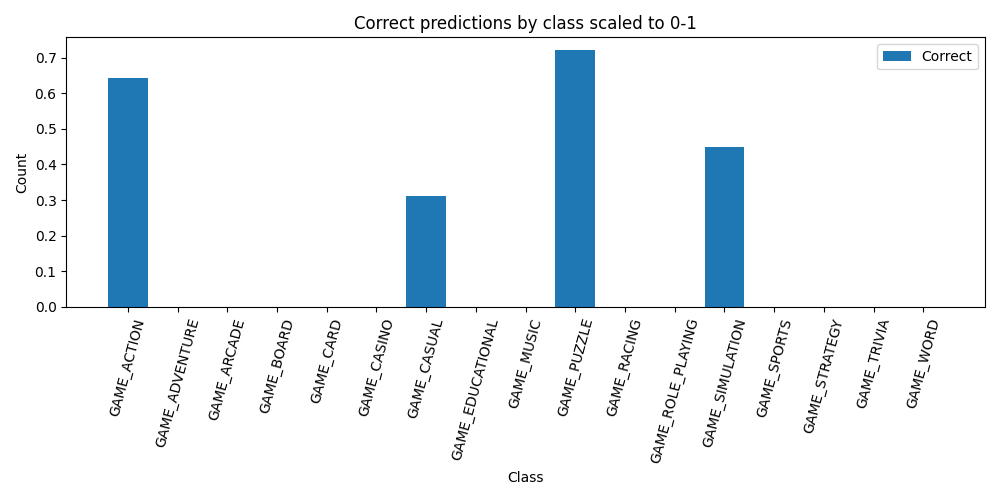 Correct predictions by class scaled to 0-1
Correct
Count
0.7
0.6
0.5
0.4
0.3
0.2
0.1
0.0
GAME_ACTION
GAME_ADVENTURE
GAME_ARCADE
GAME_BOARD
GAME_CARD
GAME_CASINO
GAME_CASUAL
GAME_EDUCATIONAL
GAME_MUSIC
GAME_PUZZLE
GAME_RACING
GAME_ROLE_PLAYING
GAME_SIMULATION
GAME_SPORTS
GAME_STRATEGY
GAME_TRIVIA
GAME_WORD
Class